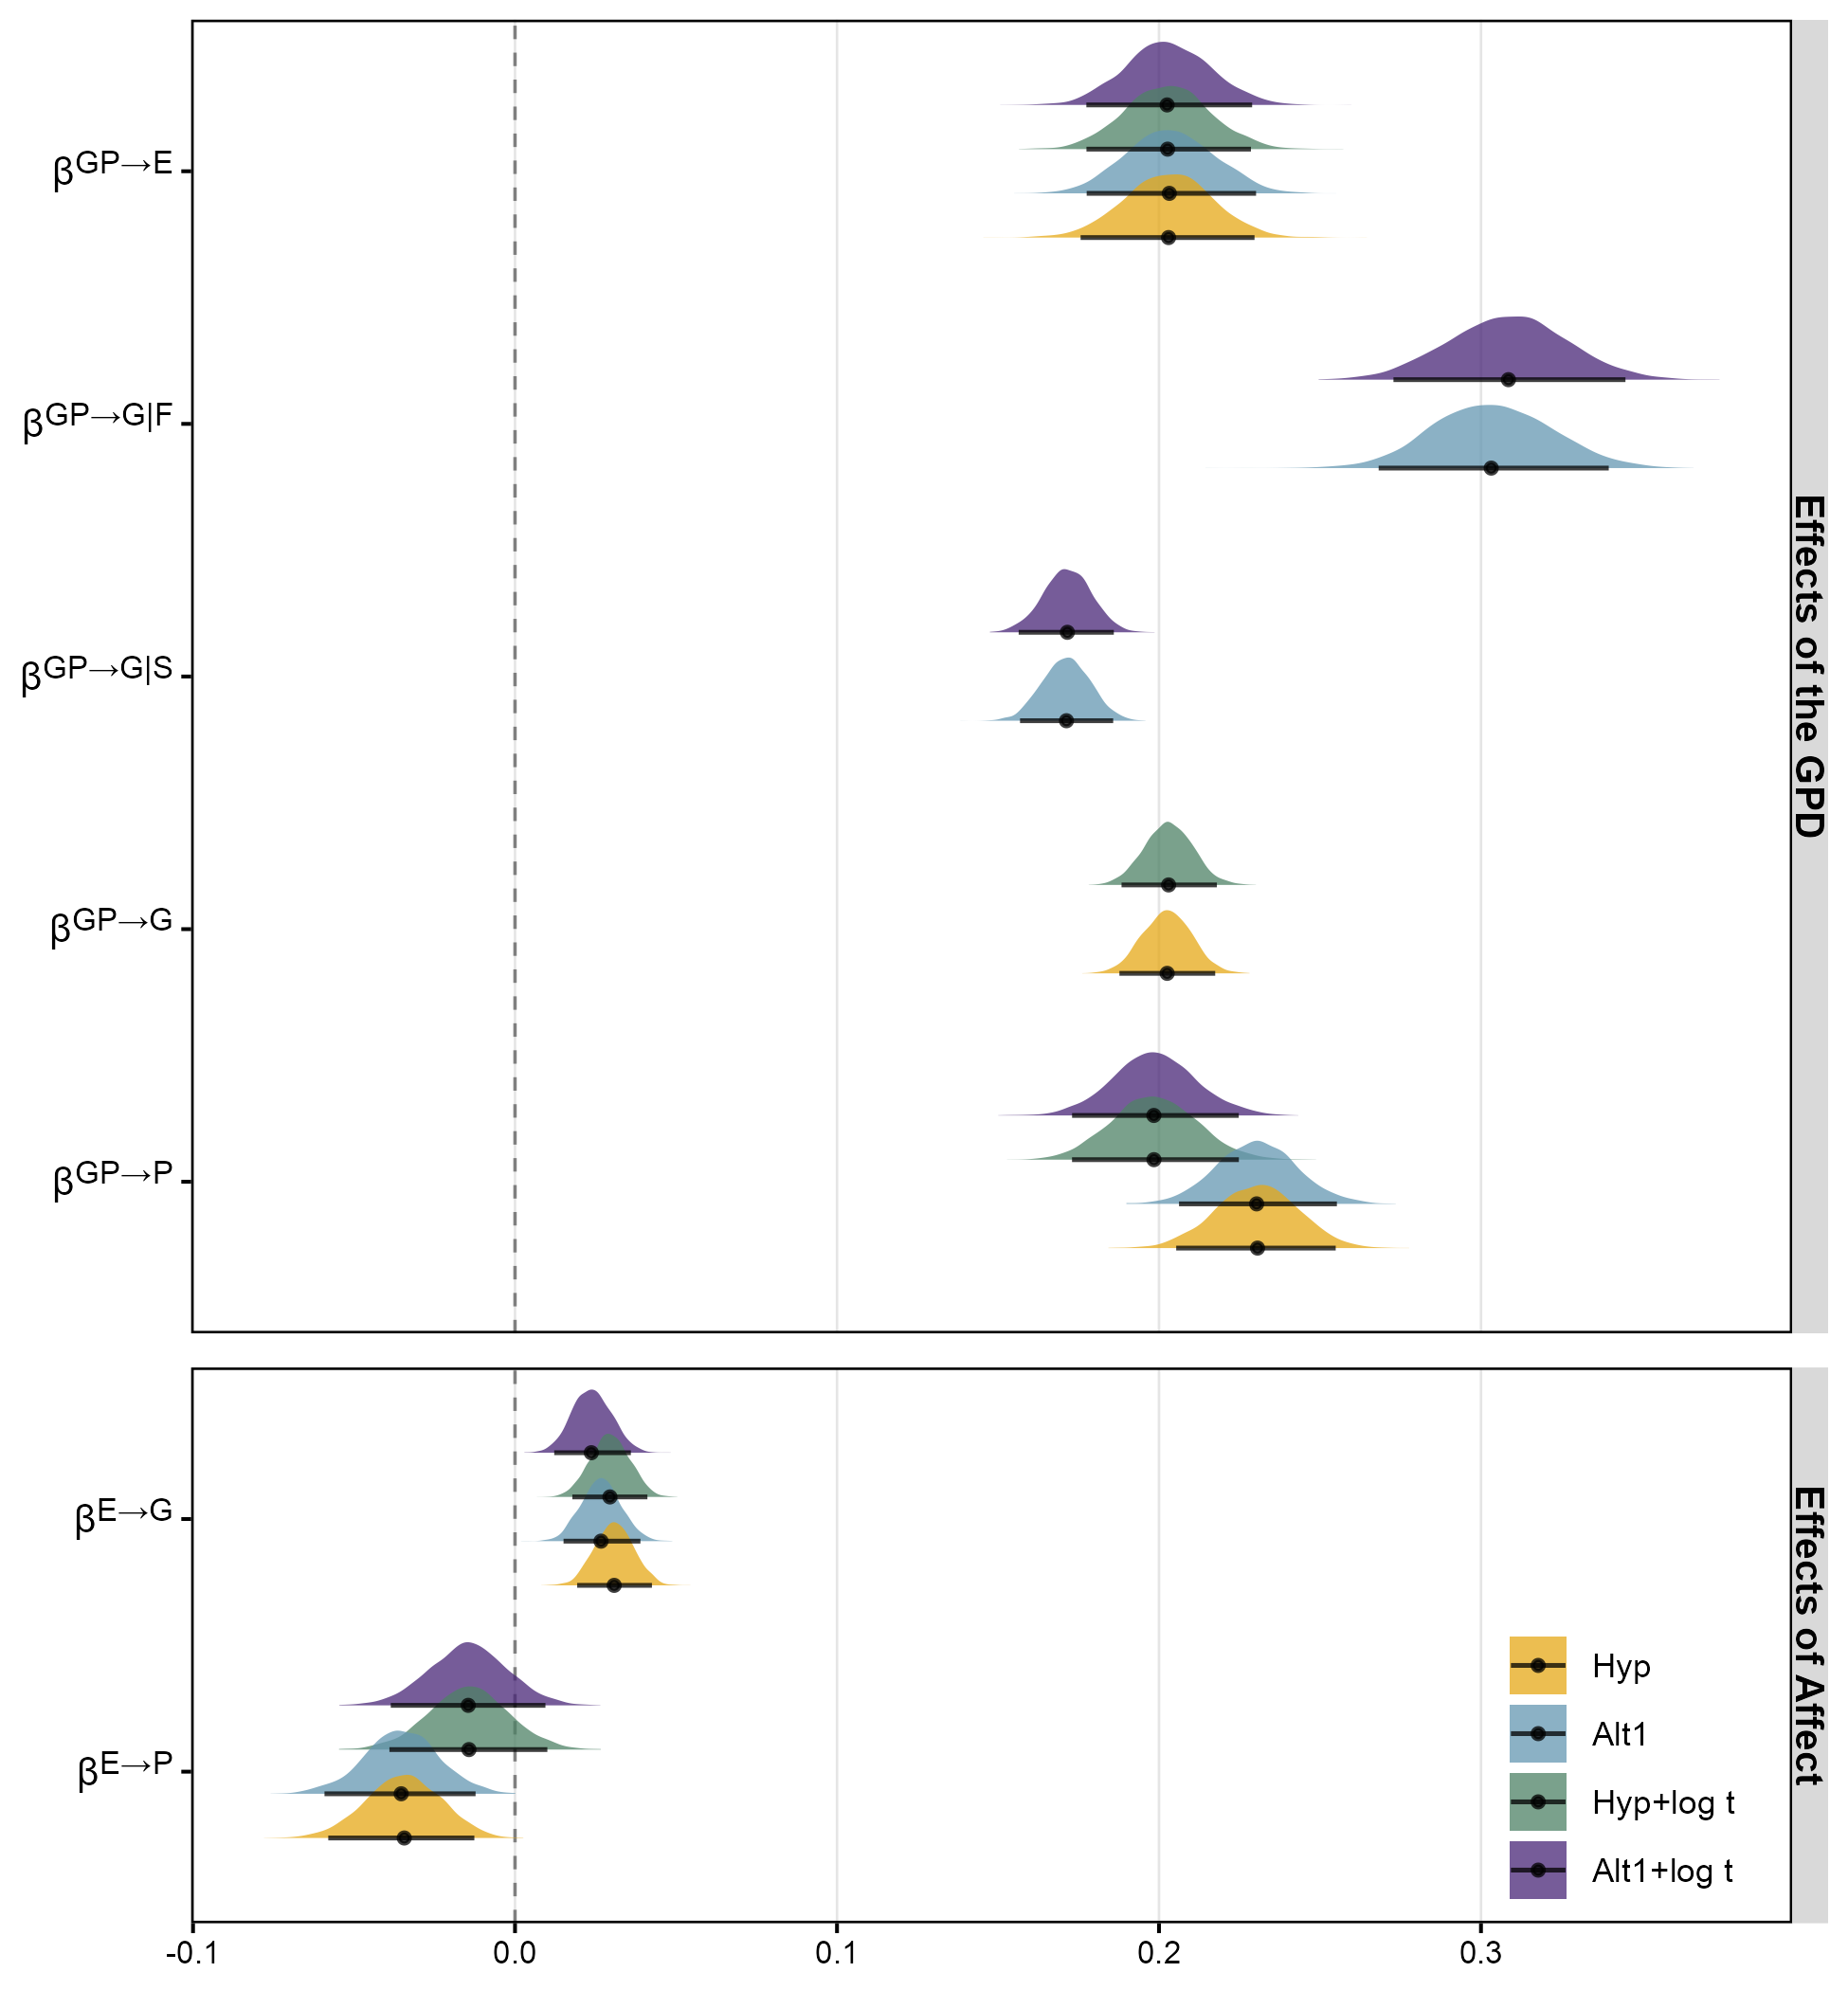 βGP→E
βGP→G|F
βGP→G|S
βGP→G
βGP→P
Effects of the GPD
βE→G
βE→P
Effects of Affect
Hyp
Alt1
Hyp+log t
Alt1+log t
-0.1 0.0 0.1 0.2 0.3